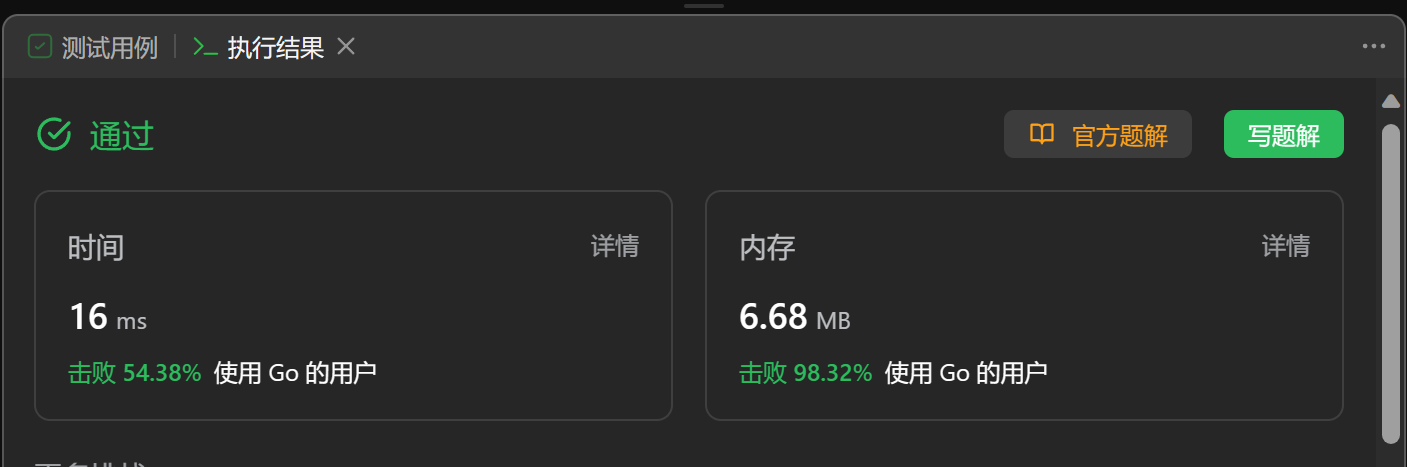 测试用例 执行结果
通过 官方题解 写题解
时间 详情 内存 详情
16 ms 6.68 MB
击败 54.38% 使用 Go 的用户 击败 98.32% 使用 Go 的用户